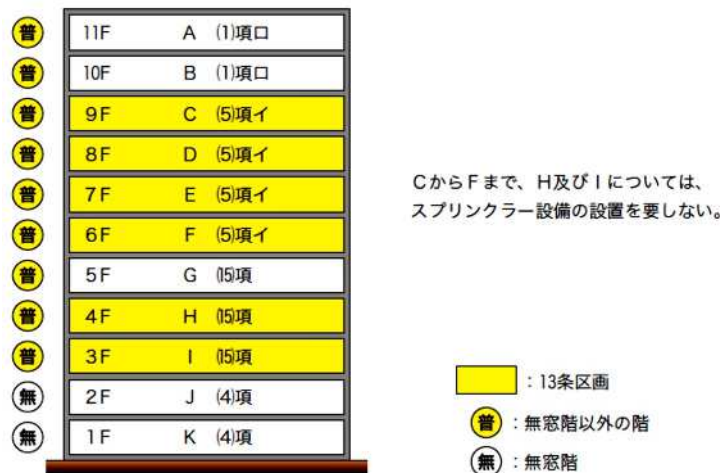 普 11F A (1)項ロ
普 10F B (1)項ロ
普 9F C (5)項イ
普 8F D (5)項イ
普 7F E (5)項イ
普 6F F (5)項イ
普 5F G (15)項
普 4F H (15)項
普 3F I (15)項
無 2F J (4)項
無 1F K (4)項
CからFまで、H及びIについては、
スプリンクラー設備の設置を要しない。
:13条区画
普:無窓階以外の階
無:無窓階